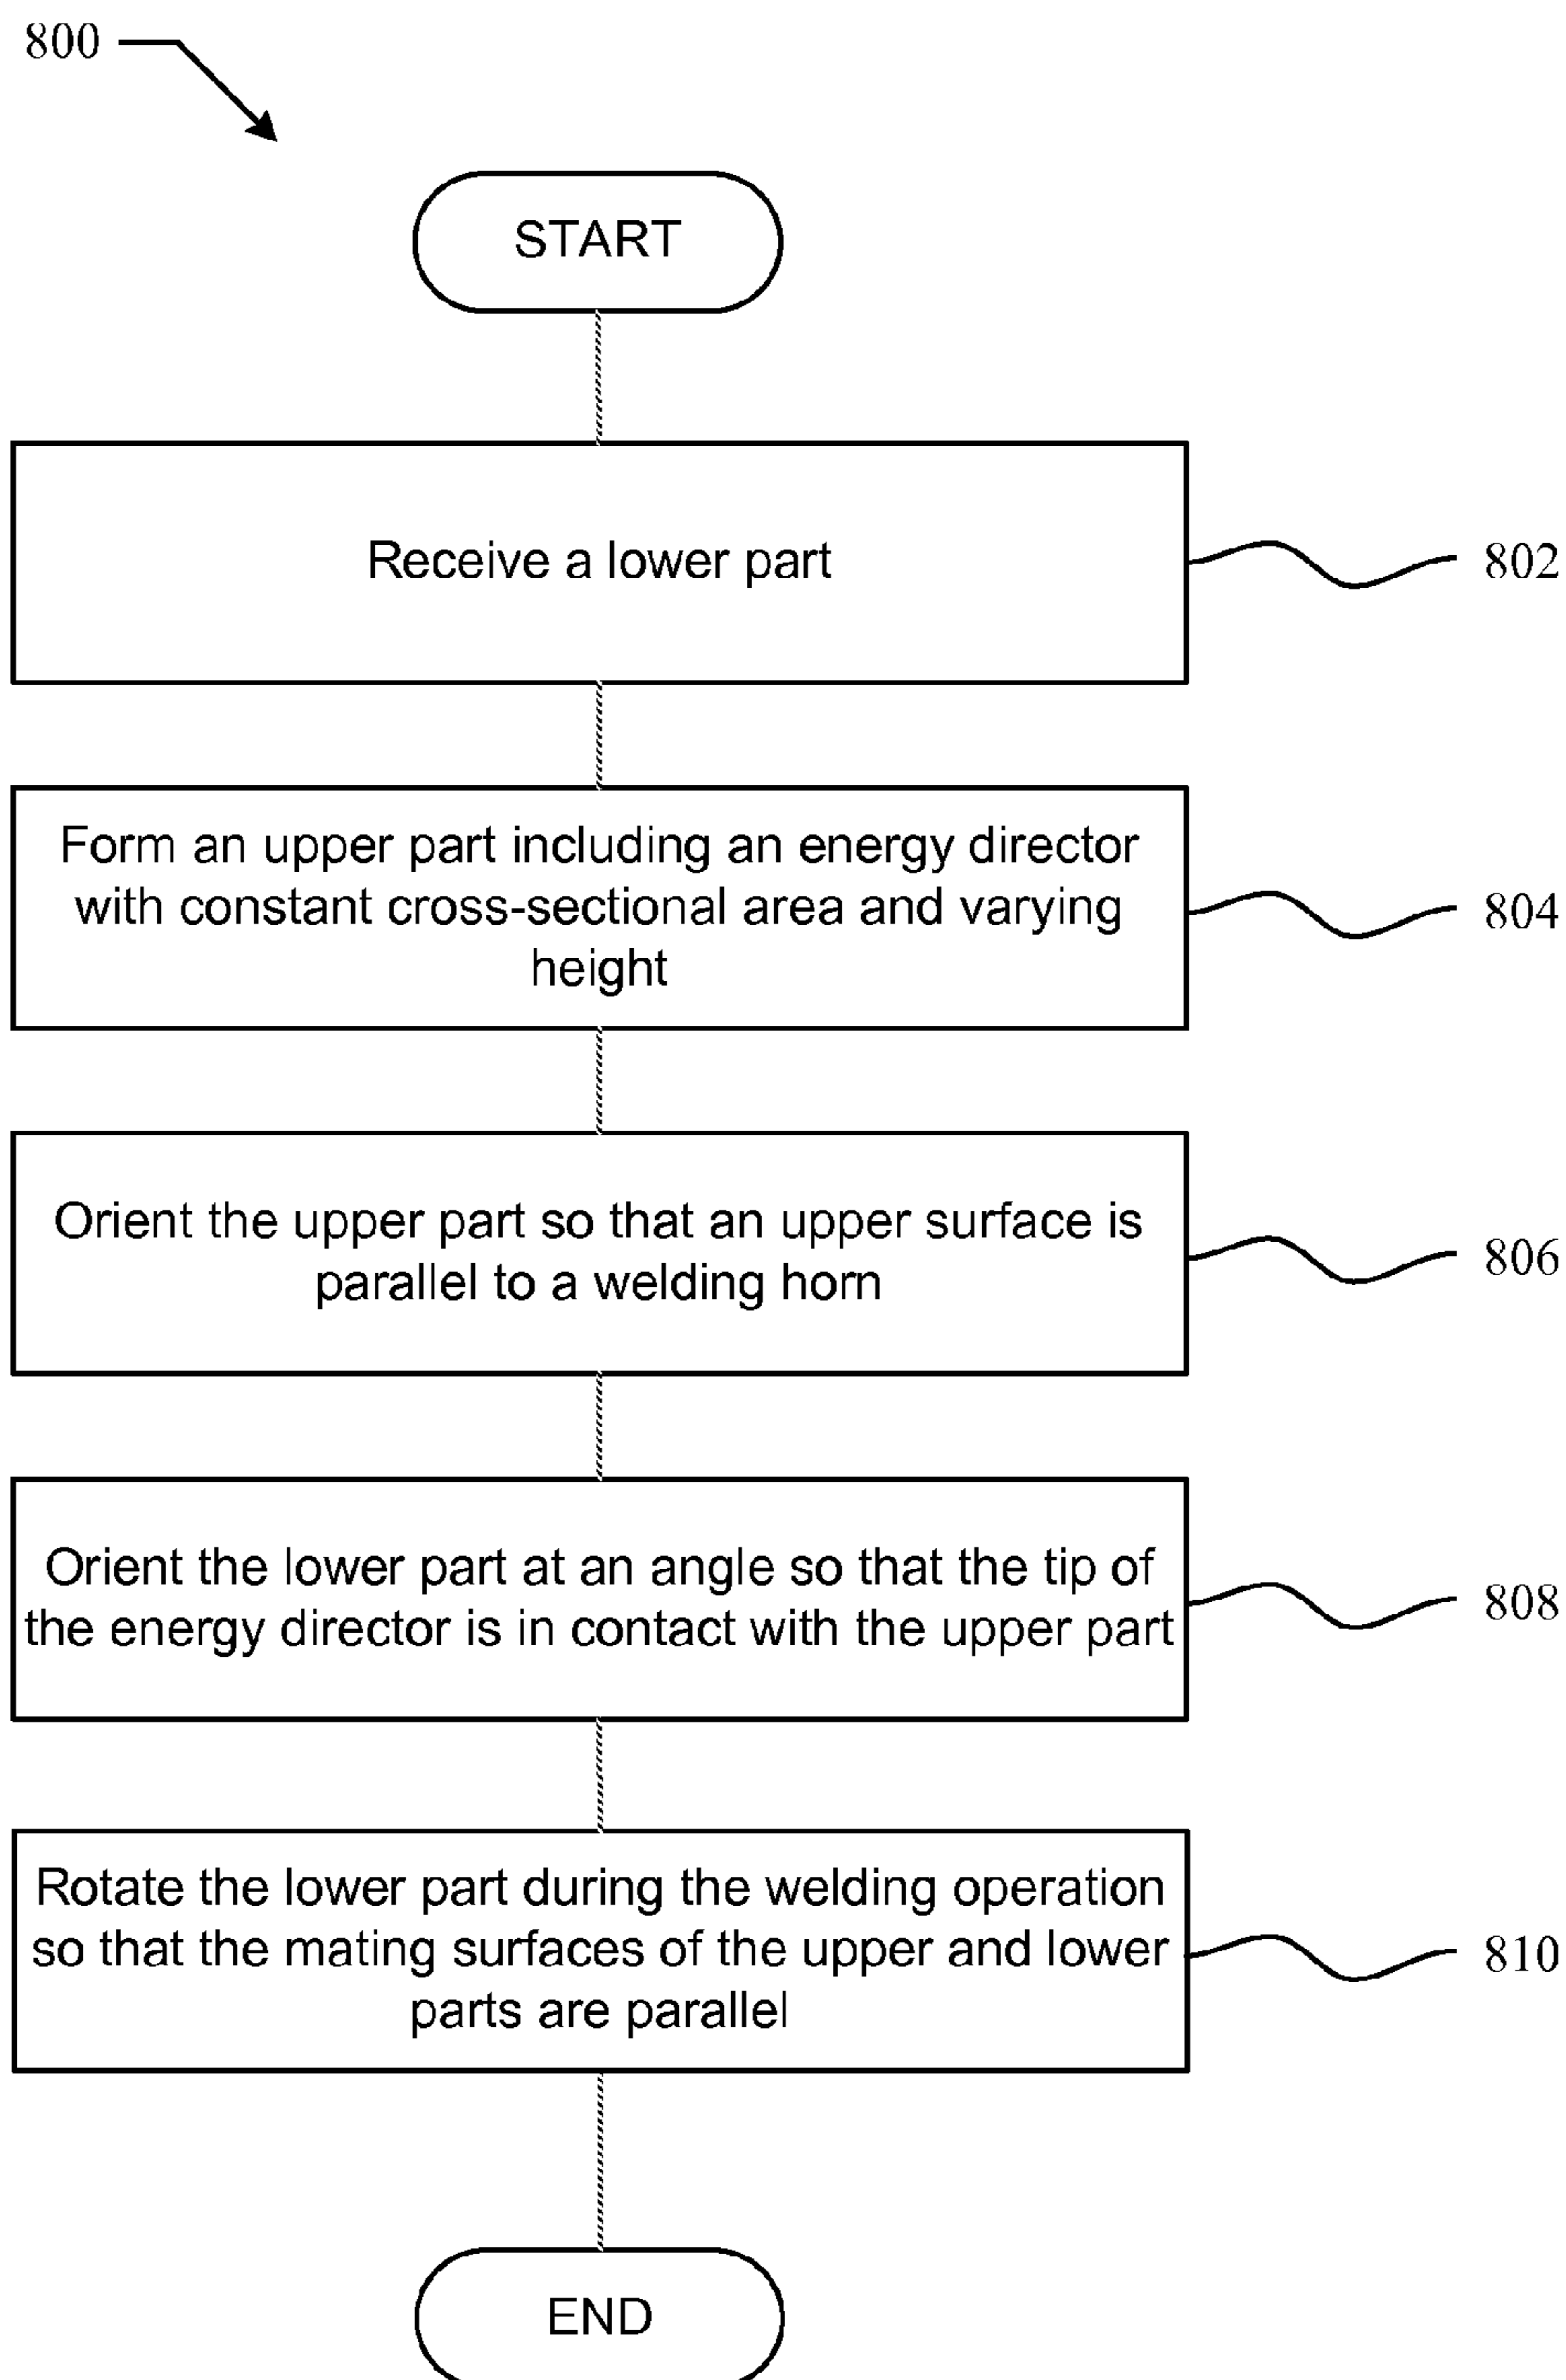 800
START
Receive a lower part
802
Form an upper part including an energy director
with constant cross-sectional area and varying
height
804
Orient the upper part so that an upper surface is
parallel to a welding horn
806
Orient the lower part at an angle so that the tip of
the energy director is in contact with the upper part
808
Rotate the lower part during the welding operation
so that the mating surfaces of the upper and lower
parts are parallel
810
END